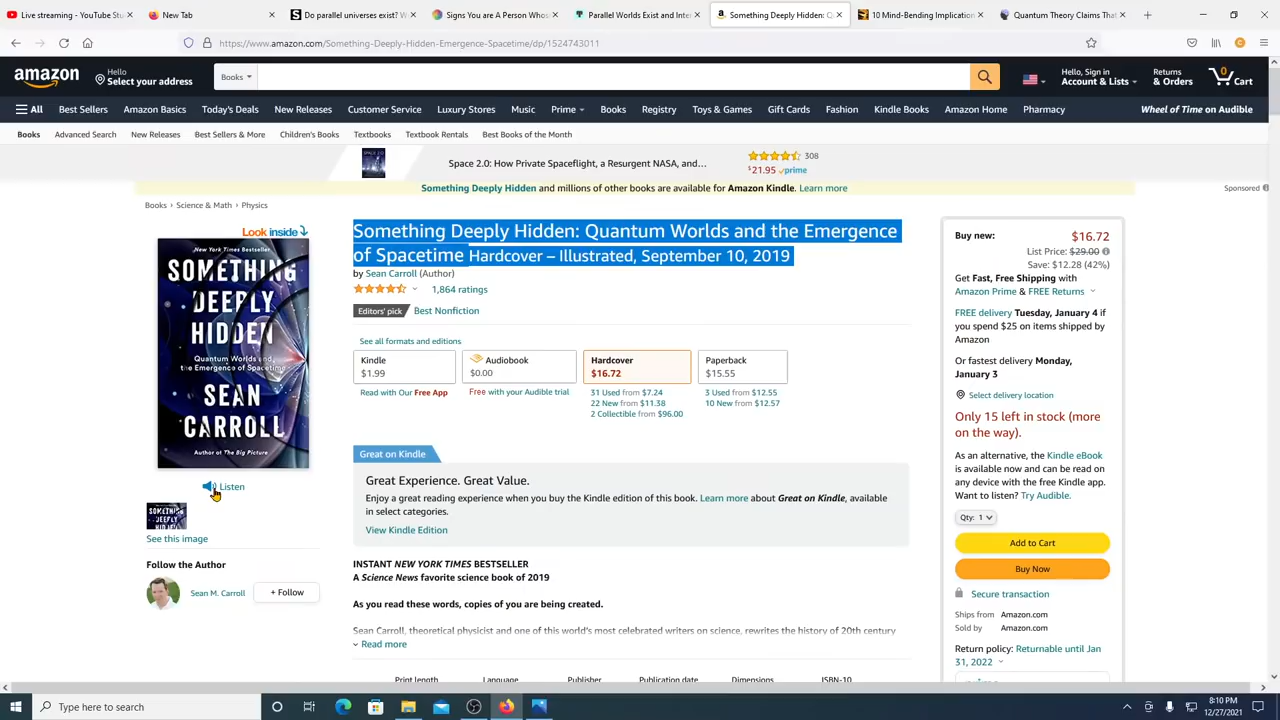 Live streaming - YouTube Stu
New Tab
Do parallel universes exist? W
Signs You are A Person Whos
Parallel Worlds Exist and Inter
Something Deeply Hidden: Q
10 Mind-Bending Implication
Quantum Theory Claims That
https://www.amazon.com/Something-Deeply-Hidden-Emergence-Spacetime/dp/1524743011
amazon
Hello
Select your address
Books
Hello, Sign in
Account & Lists
Returns
& Orders
0
Cart
All
Best Sellers
Amazon Basics
Today's Deals
New Releases
Customer Service
Luxury Stores
Music
Prime
Books
Registry
Toys & Games
Gift Cards
Fashion
Kindle Books
Amazon Home
Pharmacy
Wheel of Time on Audible
Books
Advanced Search
New Releases
Best Sellers & More
Children's Books
Textbooks
Textbook Rentals
Best Books of the Month
Space 2.0: How Private Spaceflight, a Resurgent NASA, and...
308
$21.95 prime
Something Deeply Hidden and millions of other books are available for Amazon Kindle. Learn more
Sponsored
Books › Science & Math › Physics
Look inside
New York Times Bestseller
SOMETHING
DEEPLY
HIDDEN
Quantum Worlds and
the Emergence of Spacetime
SEAN
CARROLL
Author of The Big Picture
Listen
See this image
Follow the Author
Sean M. Carroll
+ Follow
Something Deeply Hidden: Quantum Worlds and the Emergence
of Spacetime Hardcover – Illustrated, September 10, 2019
by Sean Carroll (Author)
1,864 ratings
Editors' pick
Best Nonfiction
See all formats and editions
Kindle
$1.99
Read with Our Free App
Audiobook
$0.00
Free with your Audible trial
Hardcover
$16.72
31 Used from $7.24
22 New from $11.38
2 Collectible from $96.00
Paperback
$15.55
3 Used from $12.55
10 New from $12.57
Great on Kindle
Great Experience. Great Value.
Enjoy a great reading experience when you buy the Kindle edition of this book. Learn more about Great on Kindle, available
in select categories.
View Kindle Edition
INSTANT NEW YORK TIMES BESTSELLER
A Science News favorite science book of 2019
As you read these words, copies of you are being created.
Sean Carroll, theoretical physicist and one of this world's most celebrated writers on science, rewrites the history of 20th century
Read more
Print length
Language
Publisher
Publication date
Dimensions
ISBN-10
Buy new:
$16.72
List Price: $29.00
Save: $12.28 (42%)
Get Fast, Free Shipping with
Amazon Prime & FREE Returns
FREE delivery Tuesday, January 4 if
you spend $25 on items shipped by
Amazon
Or fastest delivery Monday,
January 3
Select delivery location
Only 15 left in stock (more
on the way).
As an alternative, the Kindle eBook
is available now and can be read on
any device with the free Kindle app.
Want to listen? Try Audible.
Qty: 1
Add to Cart
Buy Now
Secure transaction
Ships from Amazon.com
Sold by Amazon.com
Return policy: Returnable until Jan
31, 2022
Type here to search
8:10 PM
12/27/2021